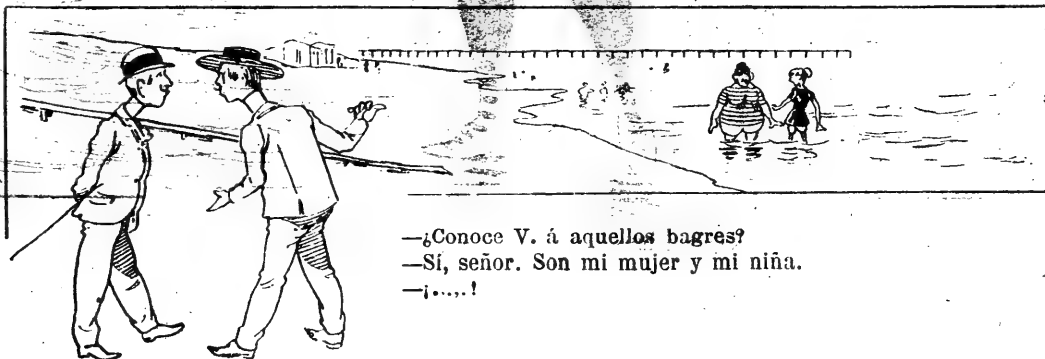 —¿Conoce V. á aquellos bagres?
—Sí, señor. Son mi mujer y mi niña.
—¡.....!